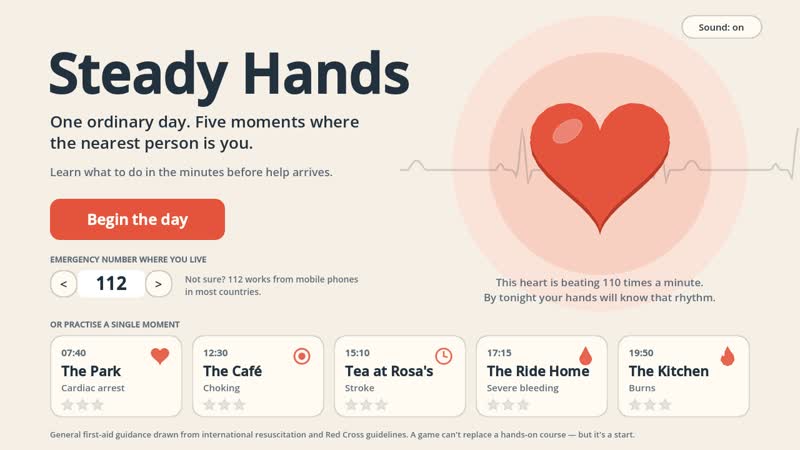 Sound: on
Steady Hands
One ordinary day. Five moments where
the nearest person is you.
Learn what to do in the minutes before help arrives.
Begin the day
EMERGENCY NUMBER WHERE YOU LIVE
< 112 >
Not sure? 112 works from mobile phones
in most countries.
This heart is beating 110 times a minute.
By tonight your hands will know that rhythm.
OR PRACTISE A SINGLE MOMENT
07:40
The Park
Cardiac arrest
12:30
The Café
Choking
15:10
Tea at Rosa's
Stroke
17:15
The Ride Home
Severe bleeding
19:50
The Kitchen
Burns
General first-aid guidance drawn from international resuscitation and Red Cross guidelines. A game can't replace a hands-on course — but it's a start.